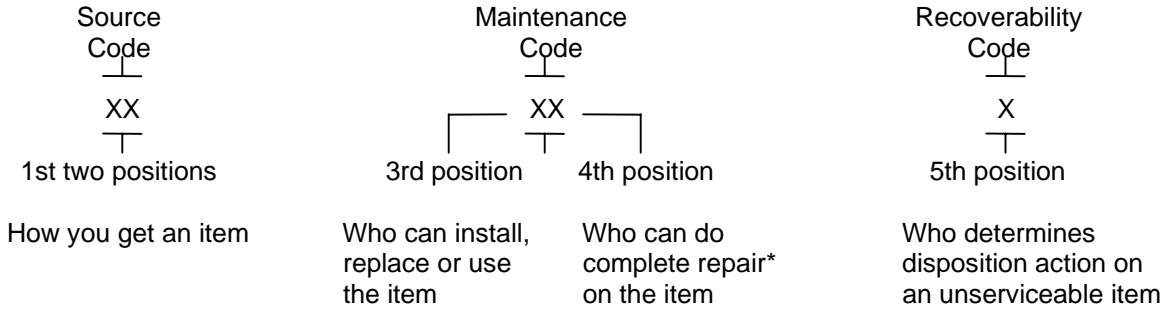 Source
Code
XX
1st two positions
How you get an item
Maintenance
Code
XX
3rd position
Who can install,
replace or use
the item
4th position
Who can do
complete repair*
on the item
Recoverability
Code
X
5th position
Who determines
disposition action on
an unserviceable item